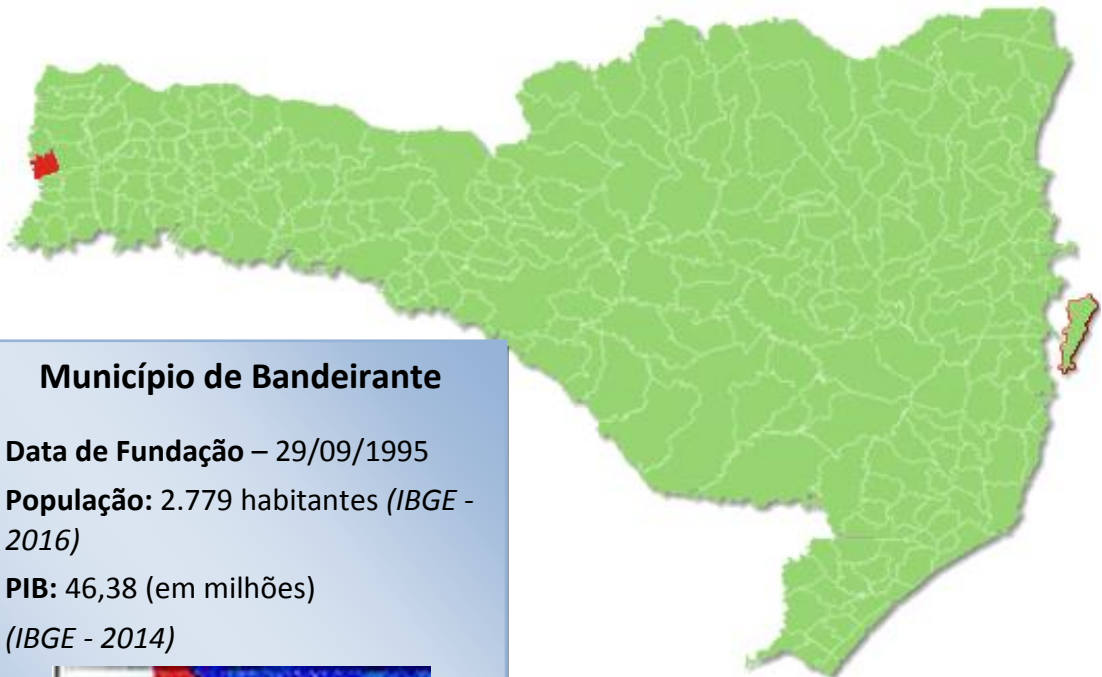 Município de Bandeirante
Data de Fundação – 29/09/1995
População: 2.779 habitantes (IBGE -
2016)
PIB: 46,38 (em milhões)
(IBGE - 2014)